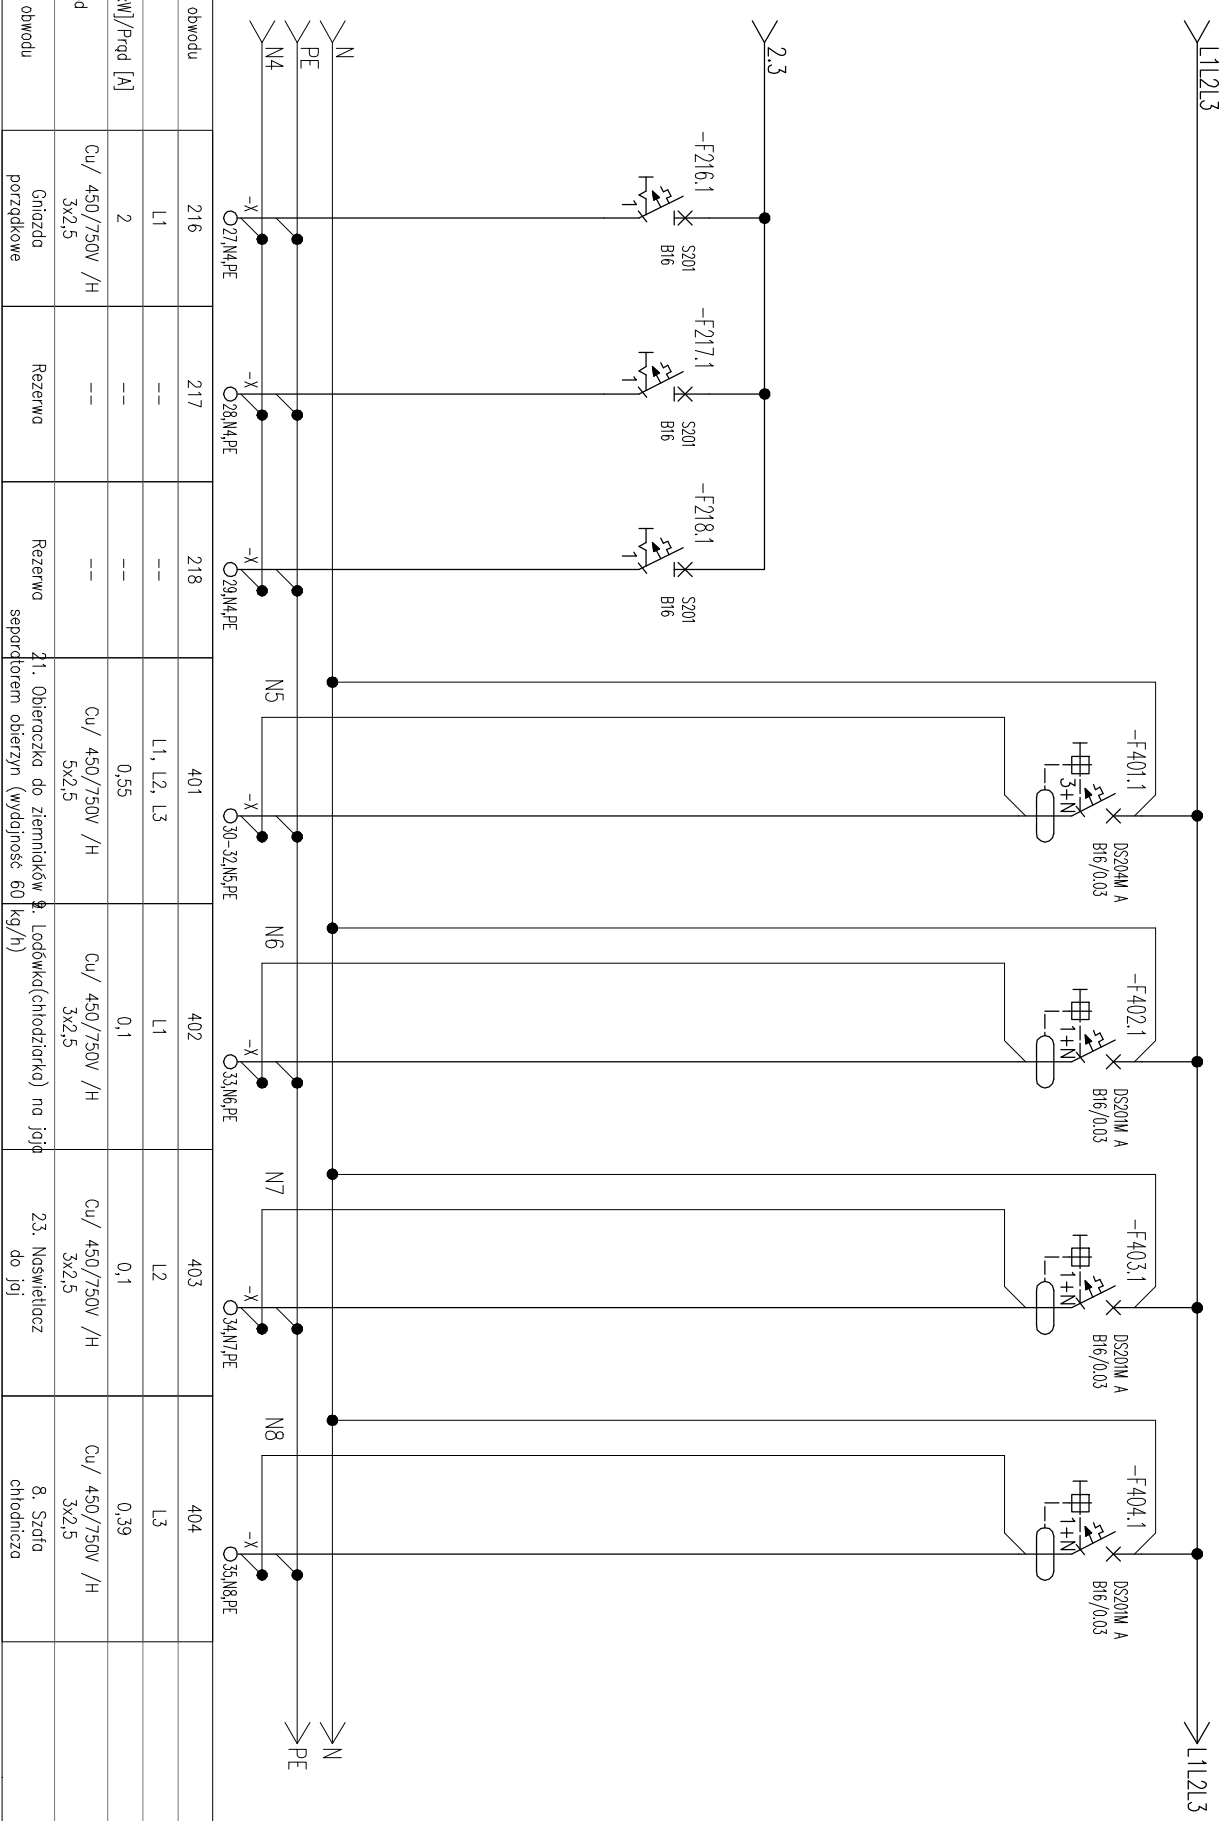 L1L2L3
L1L2L3
2.3
-F216.1
S201
B16
1
-F217.1
S201
B16
1
-F218.1
S201
B16
1
-F401.1
DS204M A
B16/0.03
3+N
-F402.1
DS201M A
B16/0.03
1+N
-F403.1
DS201M A
B16/0.03
1+N
-F404.1
DS201M A
B16/0.03
1+N
N
N
PE
PE
N4
N5
N6
N7
N8
-X
27,N4,PE
-X
28,N4,PE
-X
29,N4,PE
-X
30-32,N5,PE
-X
33,N6,PE
-X
34,N7,PE
-X
35,N8,PE
obwodu
216
217
218
401
402
403
404
L1
--
--
L1, L2, L3
L1
L2
L3
W]/Prąd [A]
2
--
--
0,55
0,1
0,1
0,39
d
Cu/ 450/750V /H
3x2,5
--
--
Cu/ 450/750V /H
5x2,5
Cu/ 450/750V /H
3x2,5
Cu/ 450/750V /H
3x2,5
Cu/ 450/750V /H
3x2,5
obwodu
Gniazda
porządkowe
Rezerwa
Rezerwa
21. Obieraczka do ziemniaków
separatorem obierzyn (wydajność 60 kg/h)
9. Lodówka(chłodziarka) na jaja
23. Naświetlacz
do jaj
8. Szafa
chłodnicza